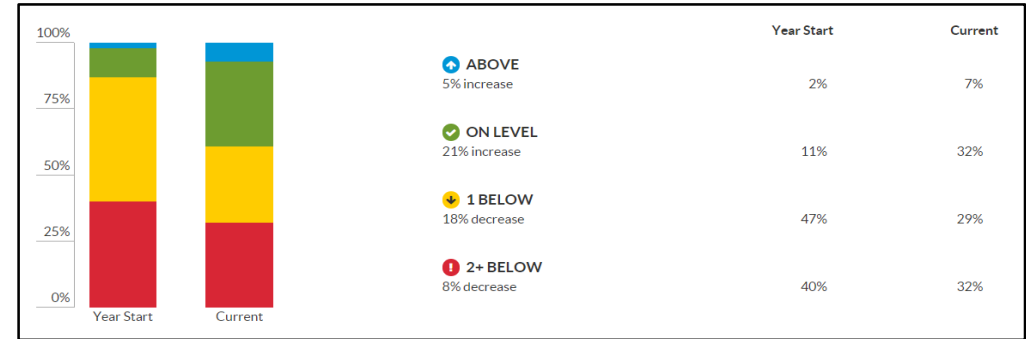 100%
75%
50%
25%
0%
Year Start
Current
Year Start Current
ABOVE
5% increase 2% 7%
ON LEVEL
21% increase 11% 32%
1 BELOW
18% decrease 47% 29%
2+ BELOW
8% decrease 40% 32%